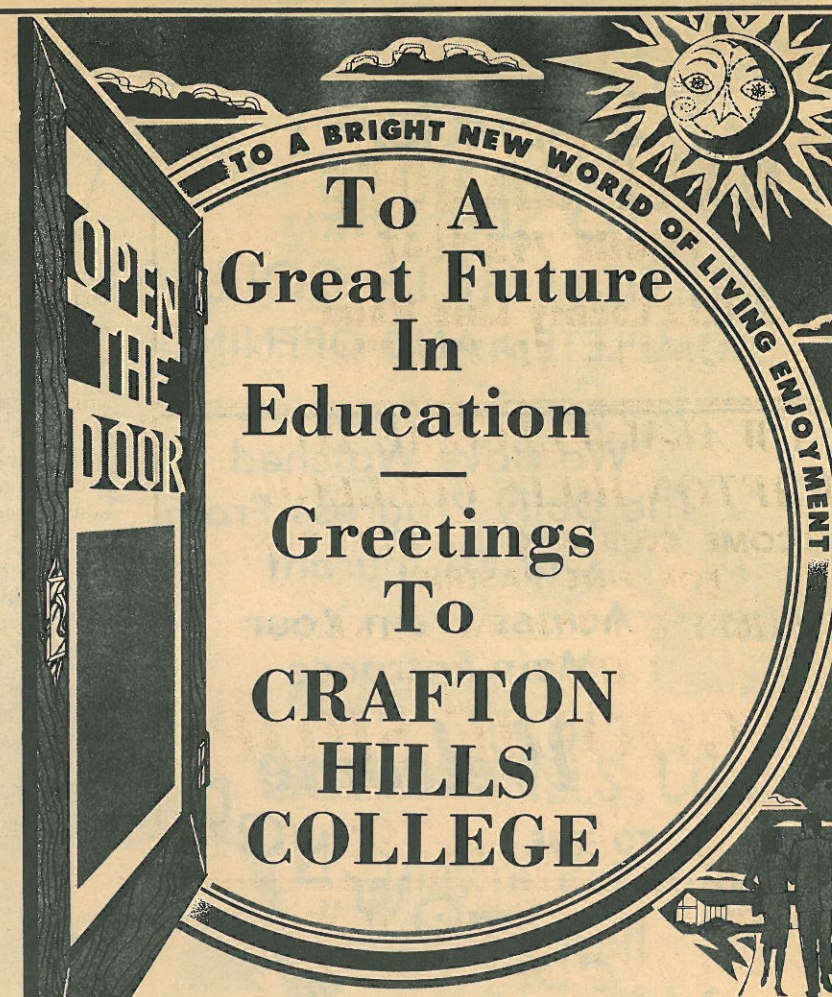 OPEN
THE
DOOR
TO A BRIGHT NEW WORLD OF LIVING ENJOYMENT
To A
Great Future
In
Education
Greetings
To
CRAFTON
HILLS
COLLEGE